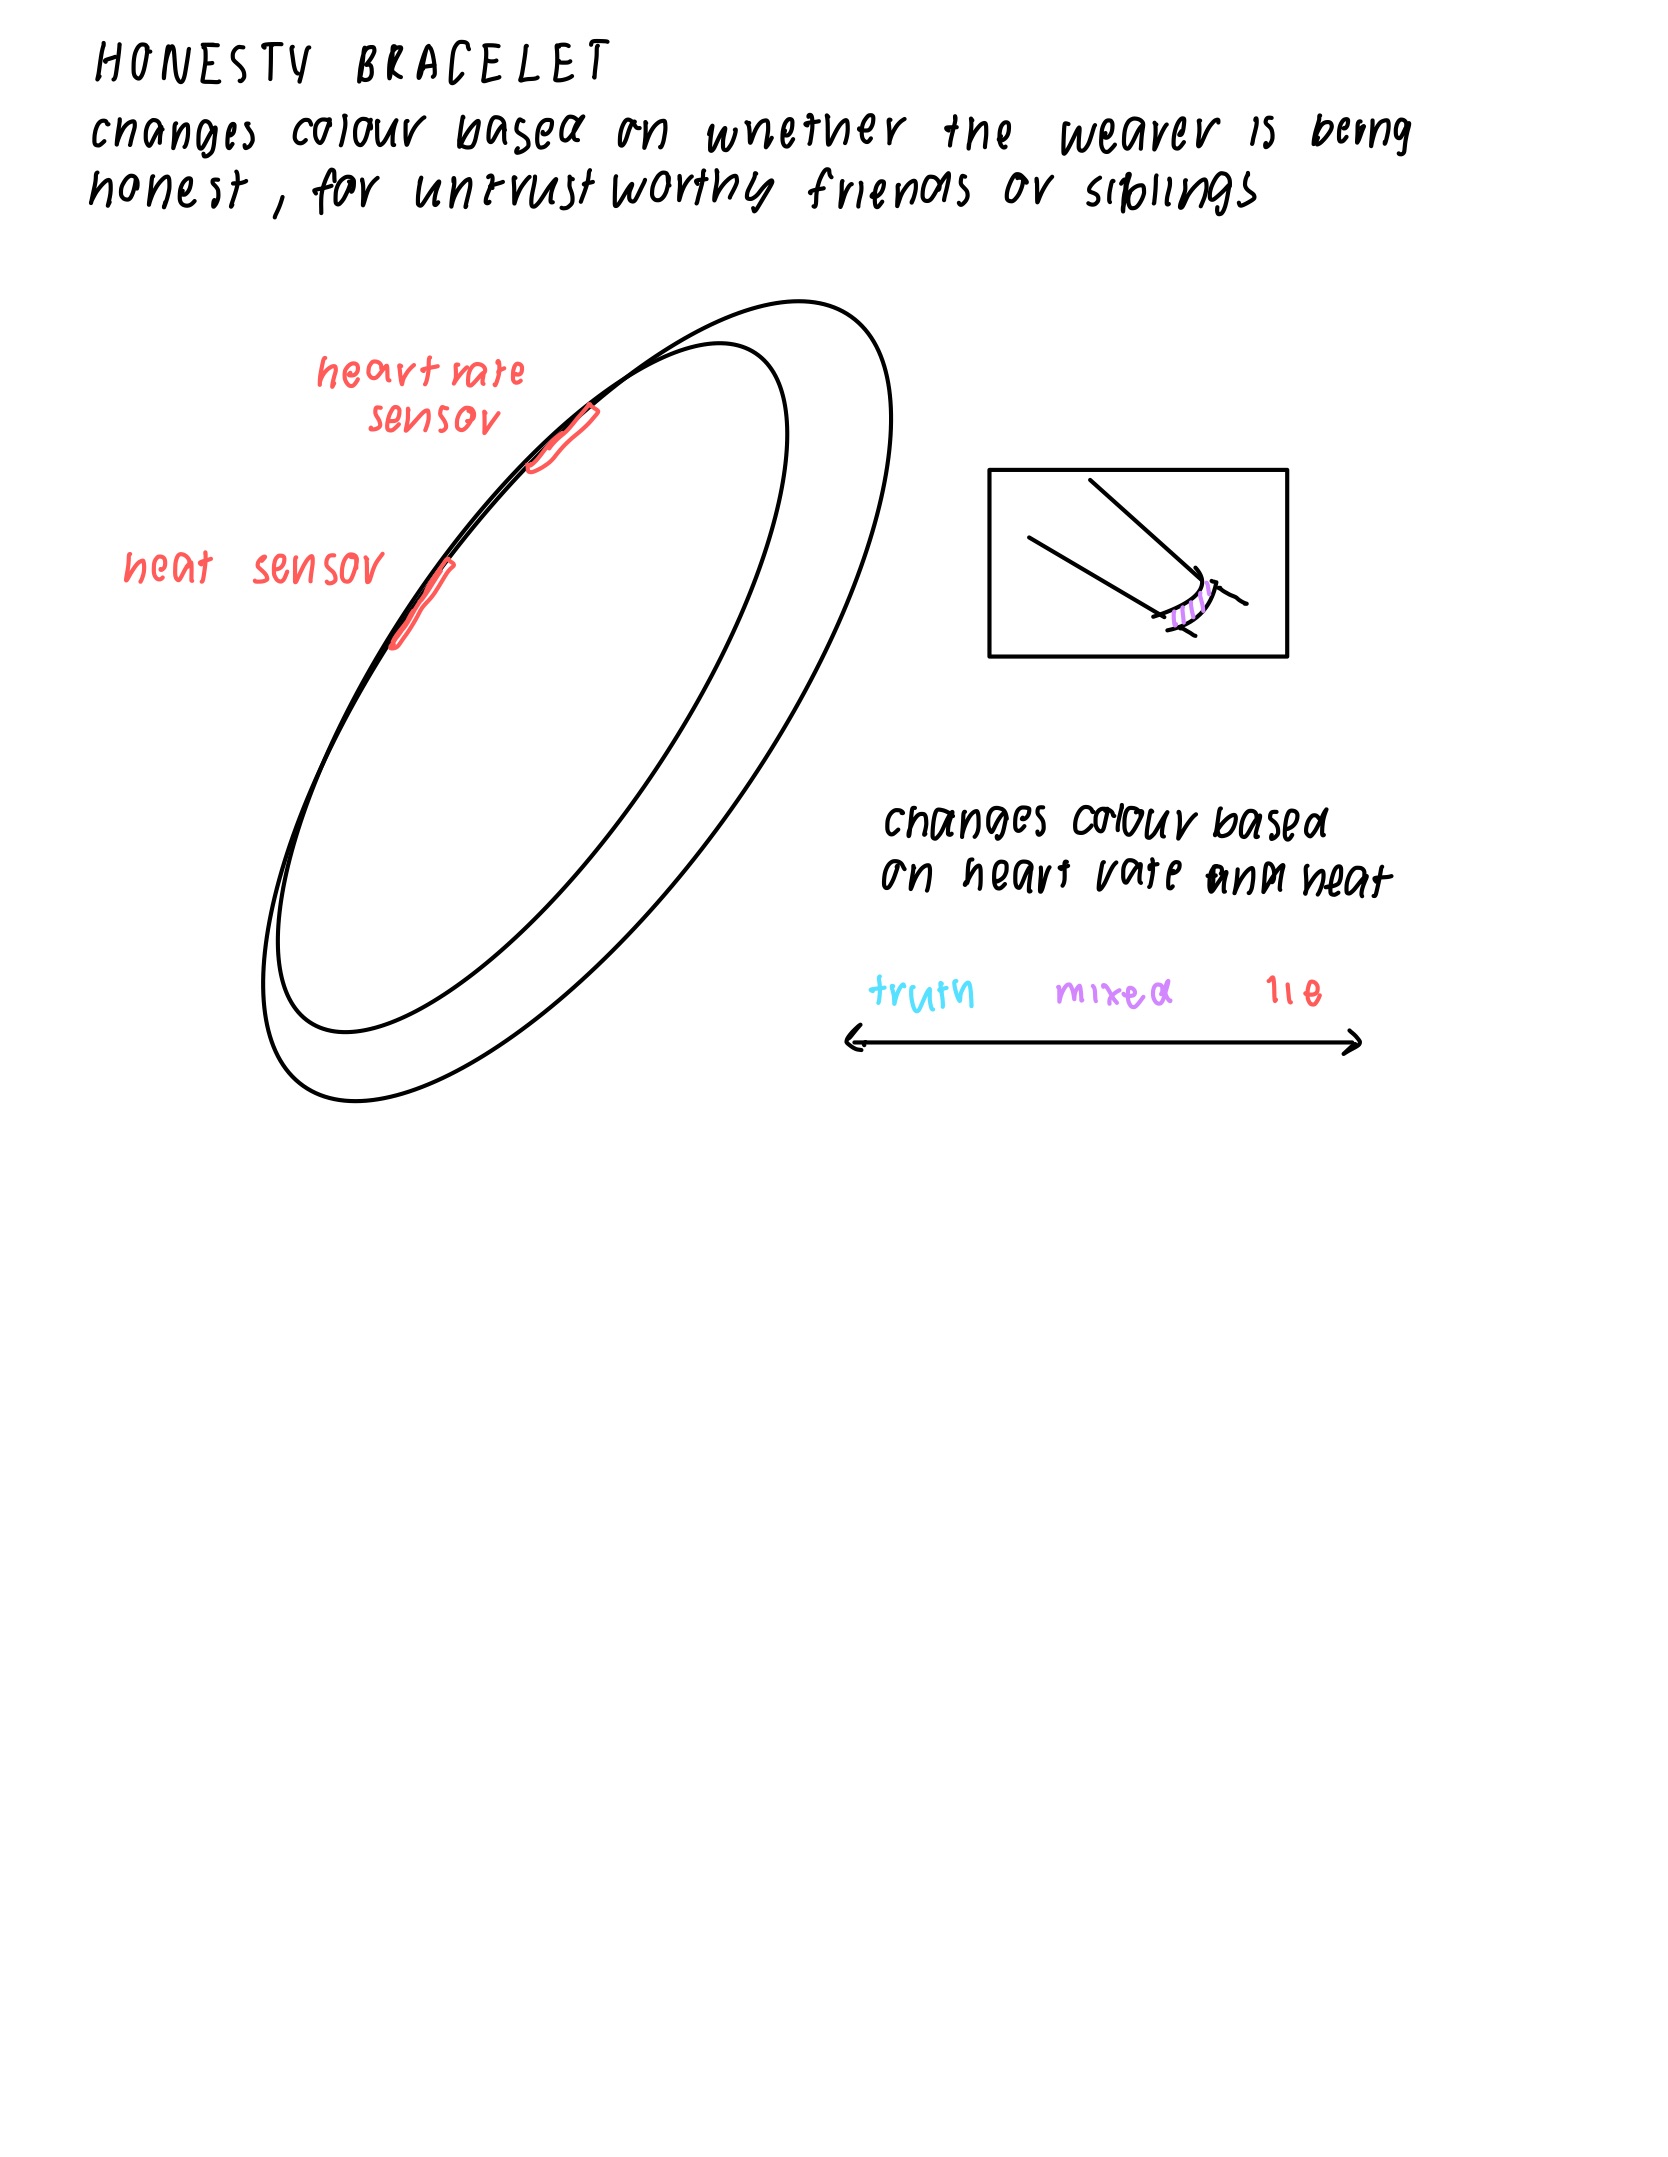 HONESTY BRACELET
changes colour based on whether the wearer is being
honest, for untrustworthy friends or siblings
heart rate
sensor
heat sensor
changes colour based
on heart rate and heat
truth mixed lie